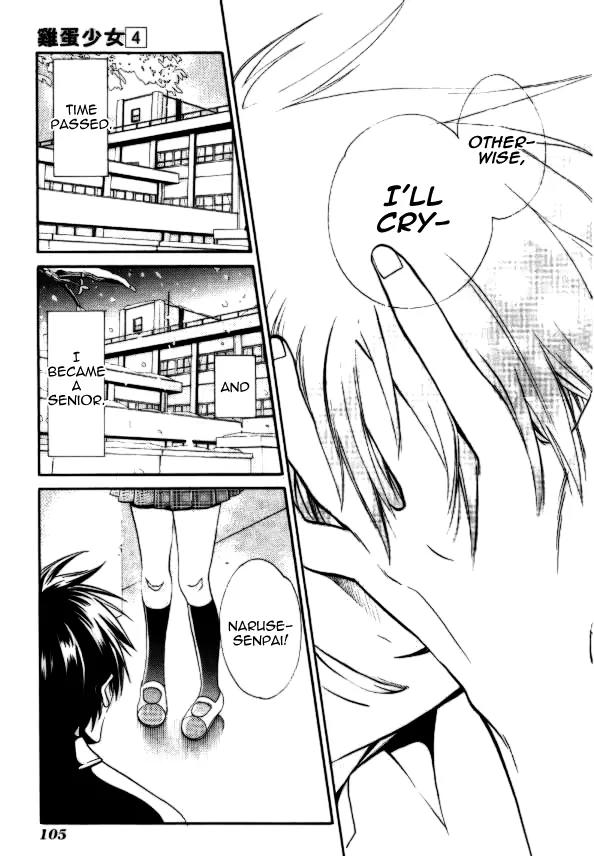 OTHER-
WISE,
I'LL
CRY-
雞蛋少女 4
TIME
PASSED.
I
BECAME
A
SENIOR.
AND
NARUSE-
SENPAI!
105